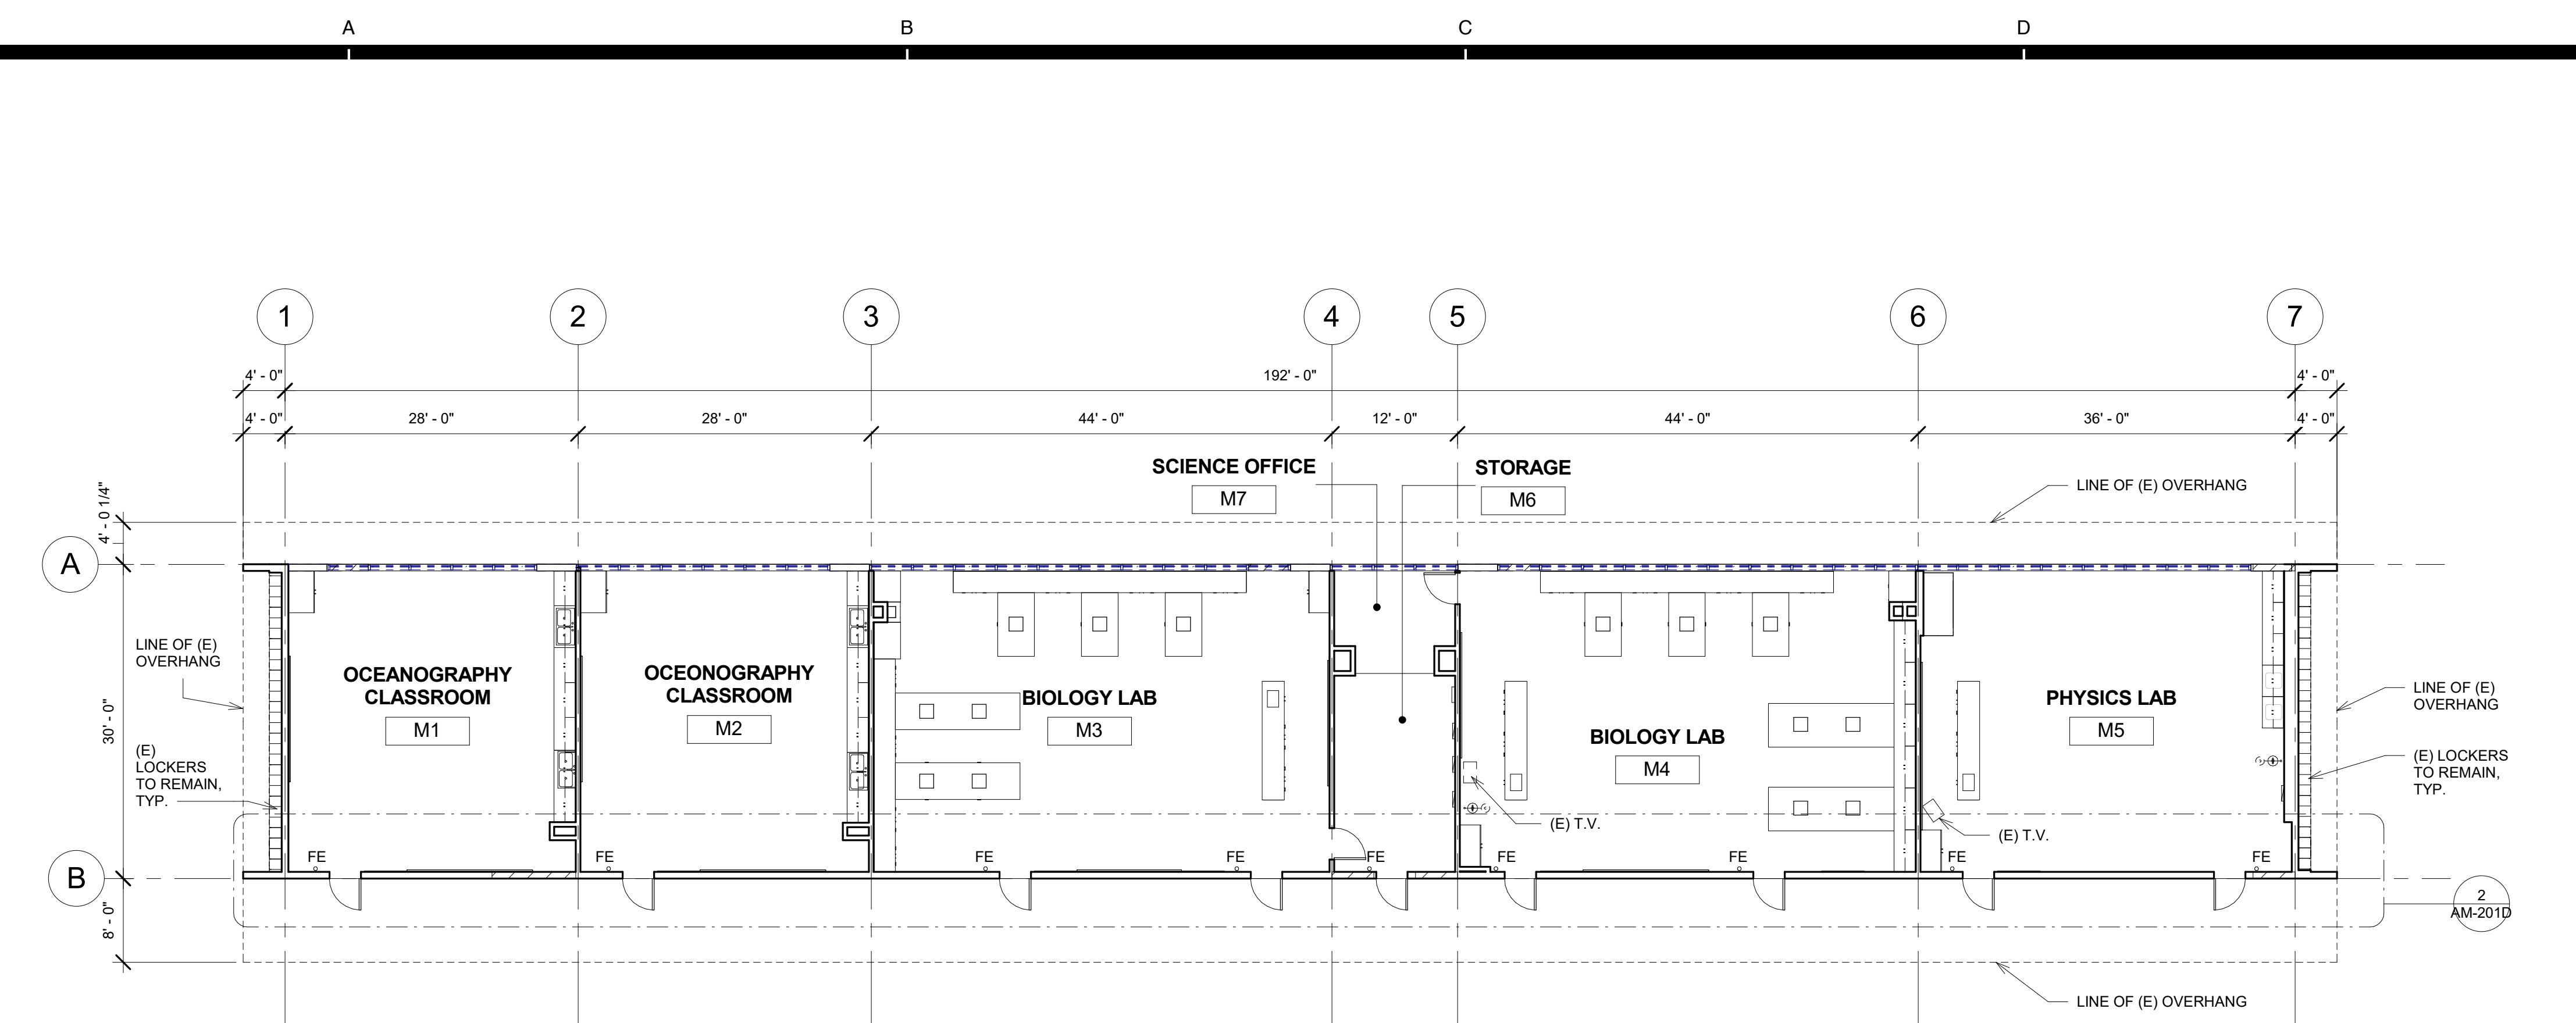 A B C D
1 2 3 4 5 6 7
4' - 0" 192' - 0" 4' - 0"
4' - 0" 28' - 0" 28' - 0" 44' - 0" 12' - 0" 44' - 0" 36' - 0" 4' - 0"
SCIENCE OFFICE
M7
STORAGE
M6
LINE OF (E) OVERHANG
4' - 0 1/4"
A
30' - 0"
B
8' - 0"
LINE OF (E)
OVERHANG
(E)
LOCKERS
TO REMAIN,
TYP.
OCEANOGRAPHY
CLASSROOM
M1
OCEONOGRAPHY
CLASSROOM
M2
BIOLOGY LAB
M3
BIOLOGY LAB
M4
PHYSICS LAB
M5
LINE OF (E)
OVERHANG
(E) LOCKERS
TO REMAIN,
TYP.
(E) T.V.
(E) T.V.
FE FE FE FE FE FE FE FE FE
2
AM-201D
LINE OF (E) OVERHANG